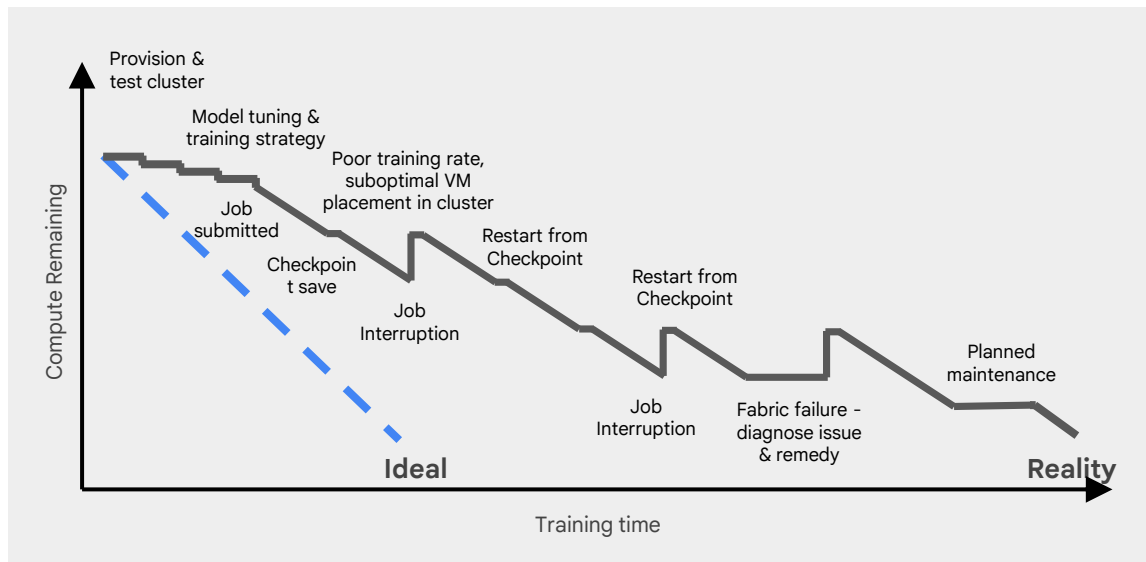 Provision &
test cluster
Model tuning &
training strategy
Poor training rate,
suboptimal VM
placement in cluster
Job
submitted
Restart from
Checkpoint
Checkpoin
t save
Restart from
Checkpoint
Job
Interruption
Planned
maintenance
Job
Interruption
Fabric failure -
diagnose issue
& remedy
Compute Remaining
Ideal
Reality
Training time